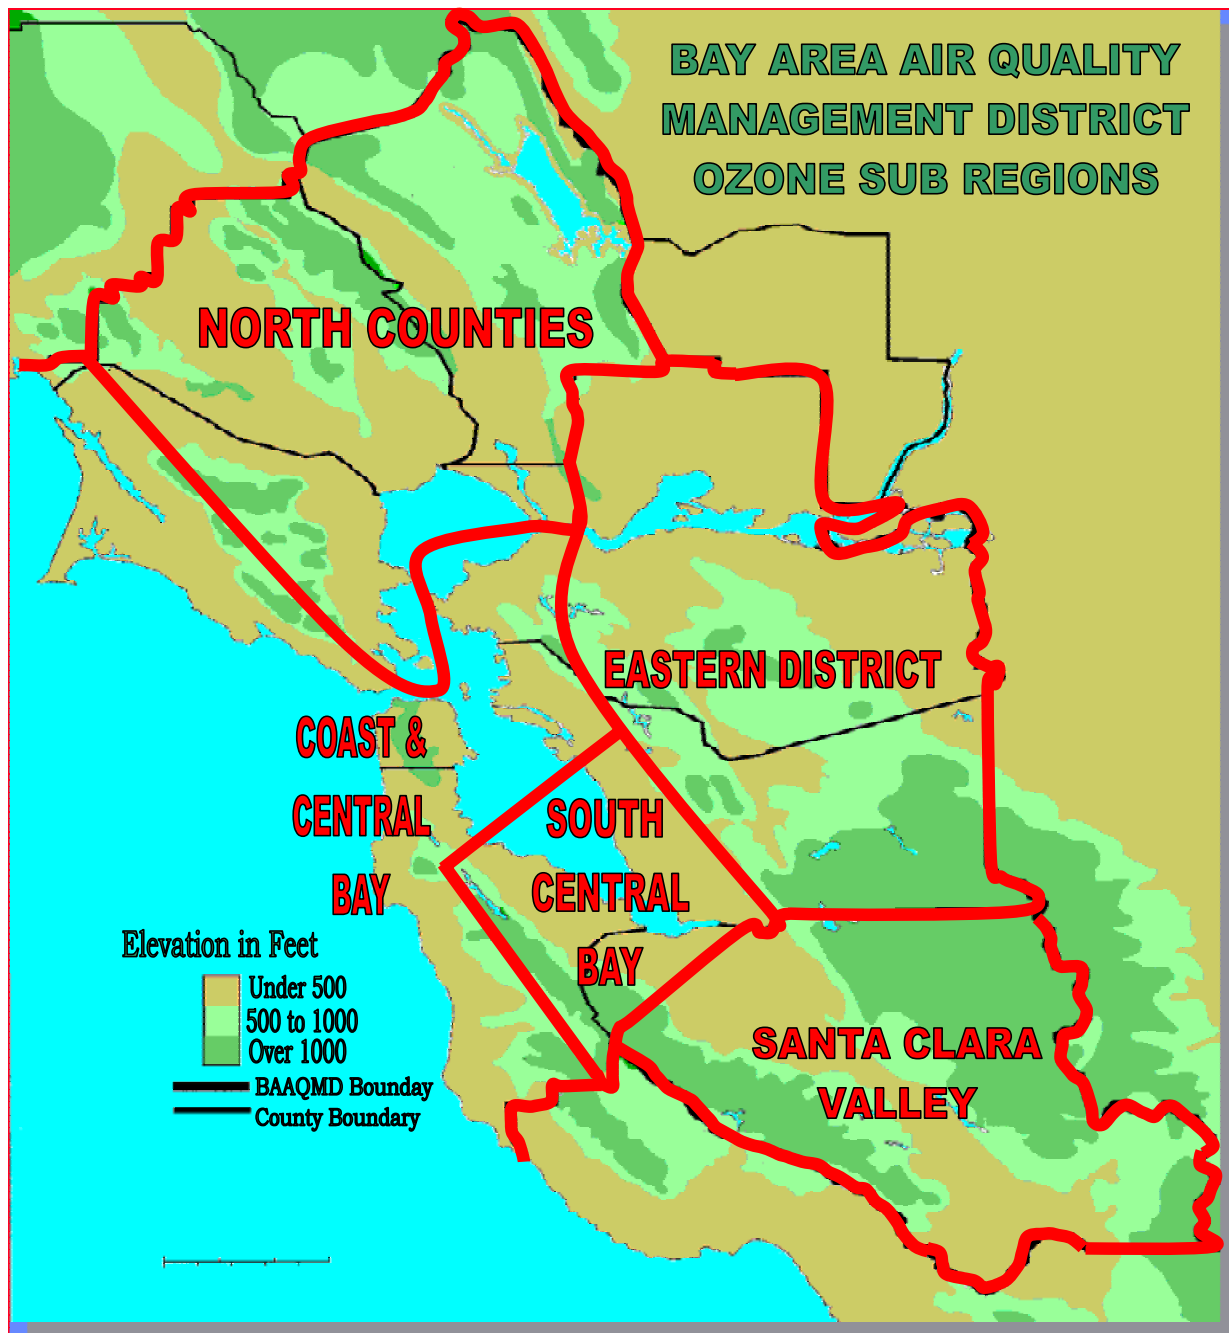 BAY AREA AIR QUALITY
MANAGEMENT DISTRICT
OZONE SUB REGIONS
NORTH COUNTIES
EASTERN DISTRICT
COAST &
CENTRAL
BAY
SOUTH
CENTRAL
BAY
Elevation in Feet
Under 500
500 to 1000
Over 1000
BAAQMD Bounday
County Boundary
SANTA CLARA
VALLEY